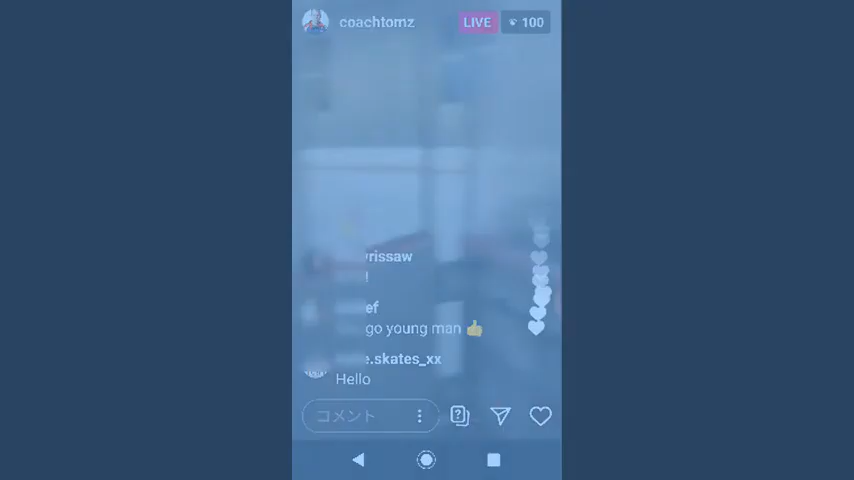 coachtomz
LIVE
100
rissaw
!
ef
go young man 👍
e.skates_xx
Hello
コメント